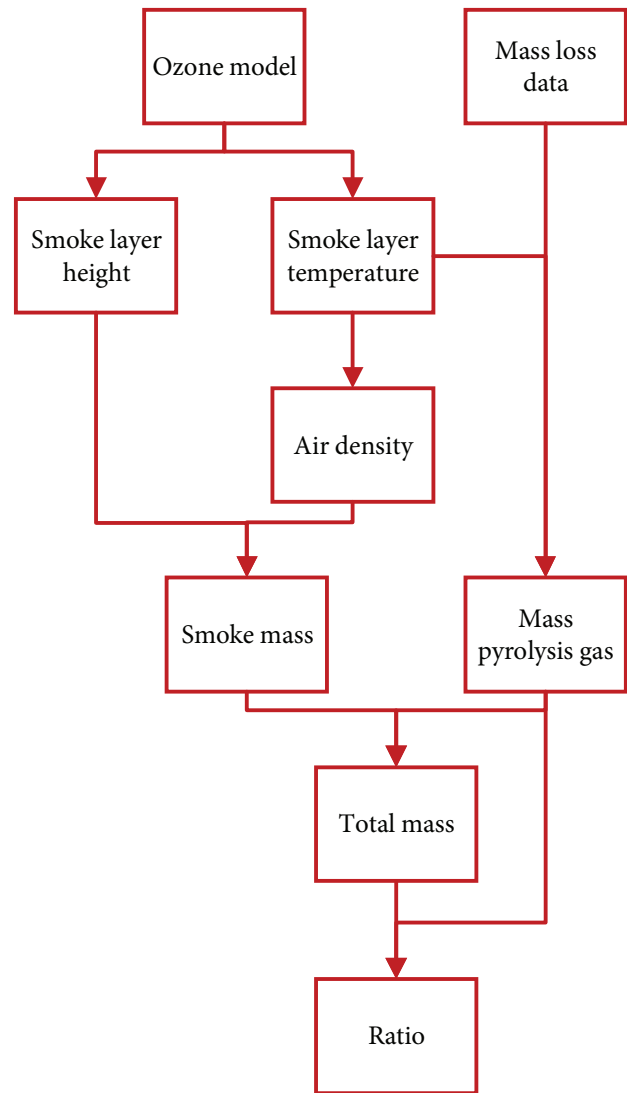 Ozone model
Mass loss
data
Smoke layer
height
Smoke layer
temperature
Air density
Smoke mass
Mass
pyrolysis gas
Total mass
Ratio